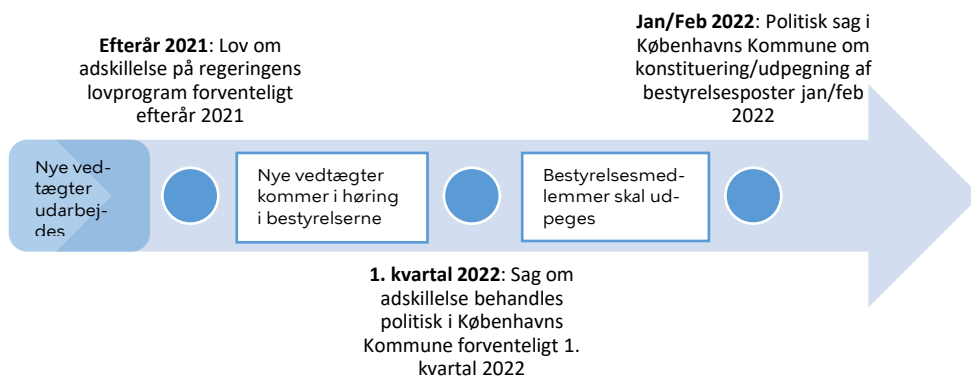 Efterår 2021: Lov om
adskillelse på regeringens
lovprogram forventeligt
efterår 2021
Jan/Feb 2022: Politisk sag i
Københavns Kommune om
konstituering/udpegning af
bestyrelsesposter jan/feb
2022
Nye ved-
tægter
udarbej-
des
Nye vedtægter
kommer i høring
i bestyrelserne
Bestyrelsesmed-
lemmer skal ud-
peges
1. kvartal 2022: Sag om
adskillelse behandles
politisk i Københavns
Kommune forventeligt 1.
kvartal 2022